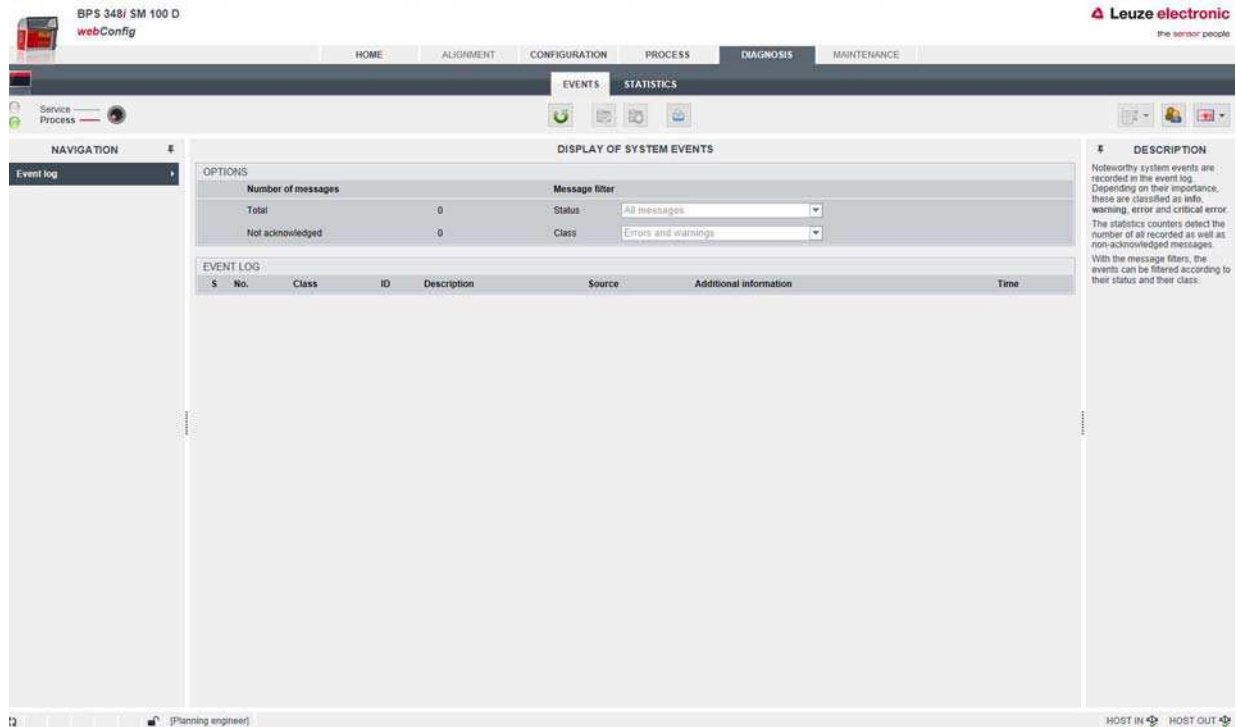 BPS 348i SM 100 D
webConfig
Leuze electronic
the sensor people
HOME ALIGNMENT CONFIGURATION PROCESS DIAGNOSIS MAINTENANCE
EVENTS STATISTICS
Service
Process
NAVIGATION
Event log
DISPLAY OF SYSTEM EVENTS
OPTIONS
Number of messages Message filter
Total 0 Status All messages
Not acknowledged 0 Class Errors and warnings
EVENT LOG
S No. Class ID Description Source Additional information Time
DESCRIPTION
Noteworthy system events are
recorded in the event log.
Depending on their importance,
these are classified as info,
warning, error and critical error.
The statistics counters detect the
number of all recorded as well as
non-acknowledged messages.
With the message filters, the
events can be filtered according to
their status and their class.
[Planning engineer]
HOST IN HOST OUT